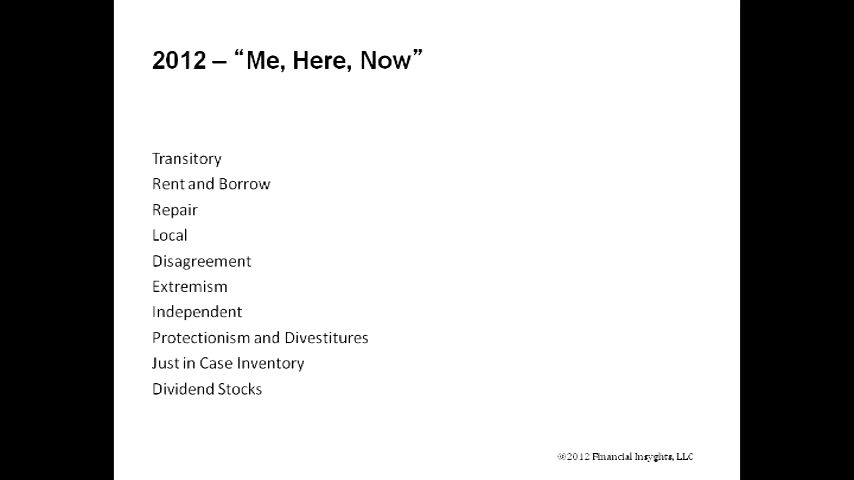 2012 – “Me, Here, Now”
Transitory
Rent and Borrow
Repair
Local
Disagreement
Extremism
Independent
Protectionism and Divestitures
Just in Case Inventory
Dividend Stocks
©2012 Financial Insyghts, LLC